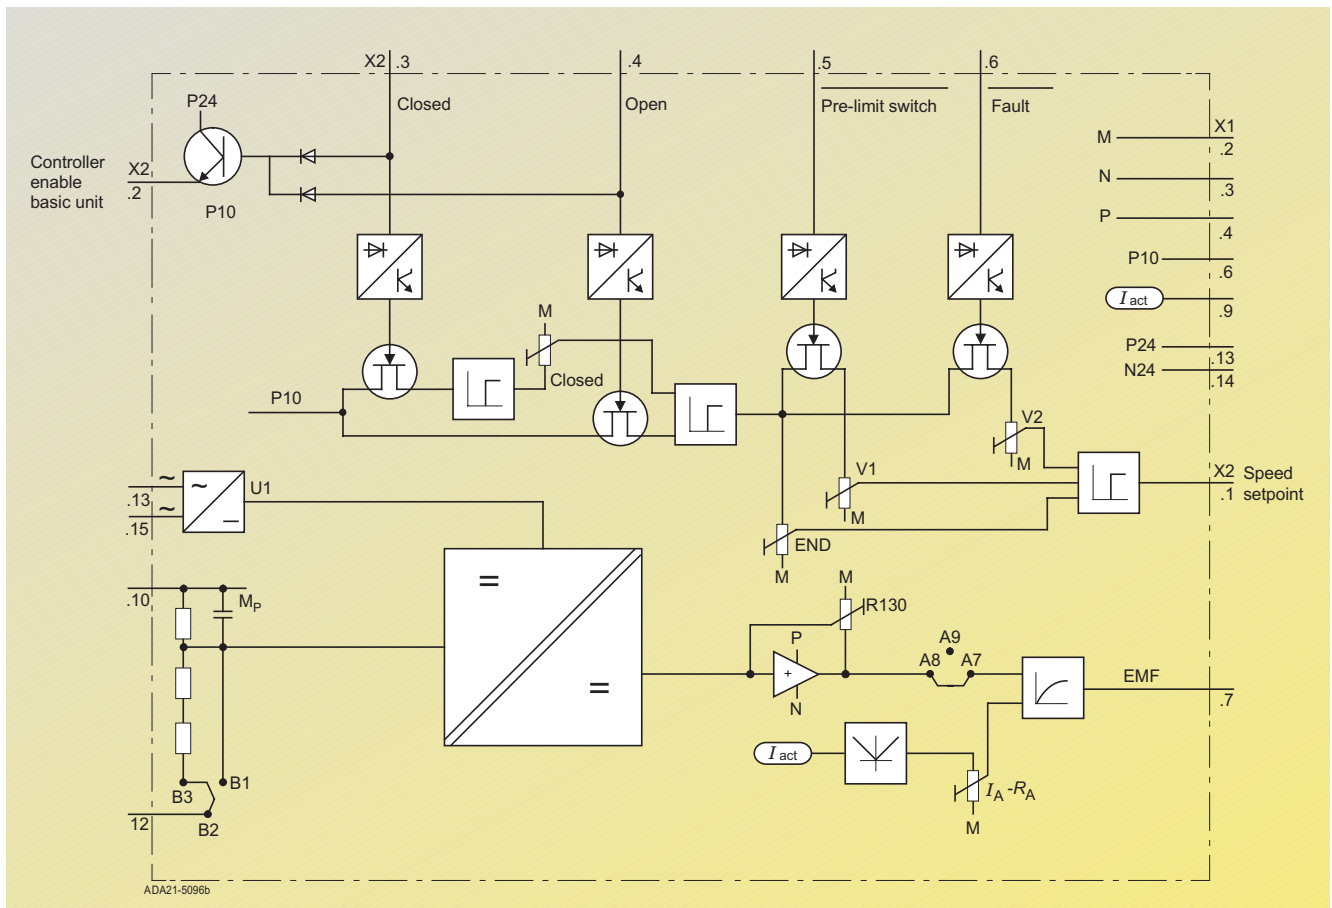 X2 .3
.4
.5
.6
P24
Closed
Open
Pre-limit switch
Fault
X1
M
.2
Controller
enable
basic unit
X2
.2
N
.3
P10
P
.4
P10
.6
I act
.9
M
P24
.13
N24
.14
Closed
P10
V2
M
~
.13
~
.15
~
–
U1
V1
M
X2
.1
Speed
setpoint
END
M
=
=
.10
MP
M
R130
P
+
N
A9
A8
A7
EMF
.7
I act
IA -RA
M
B3
B1
B2
12
ADA21-5096b